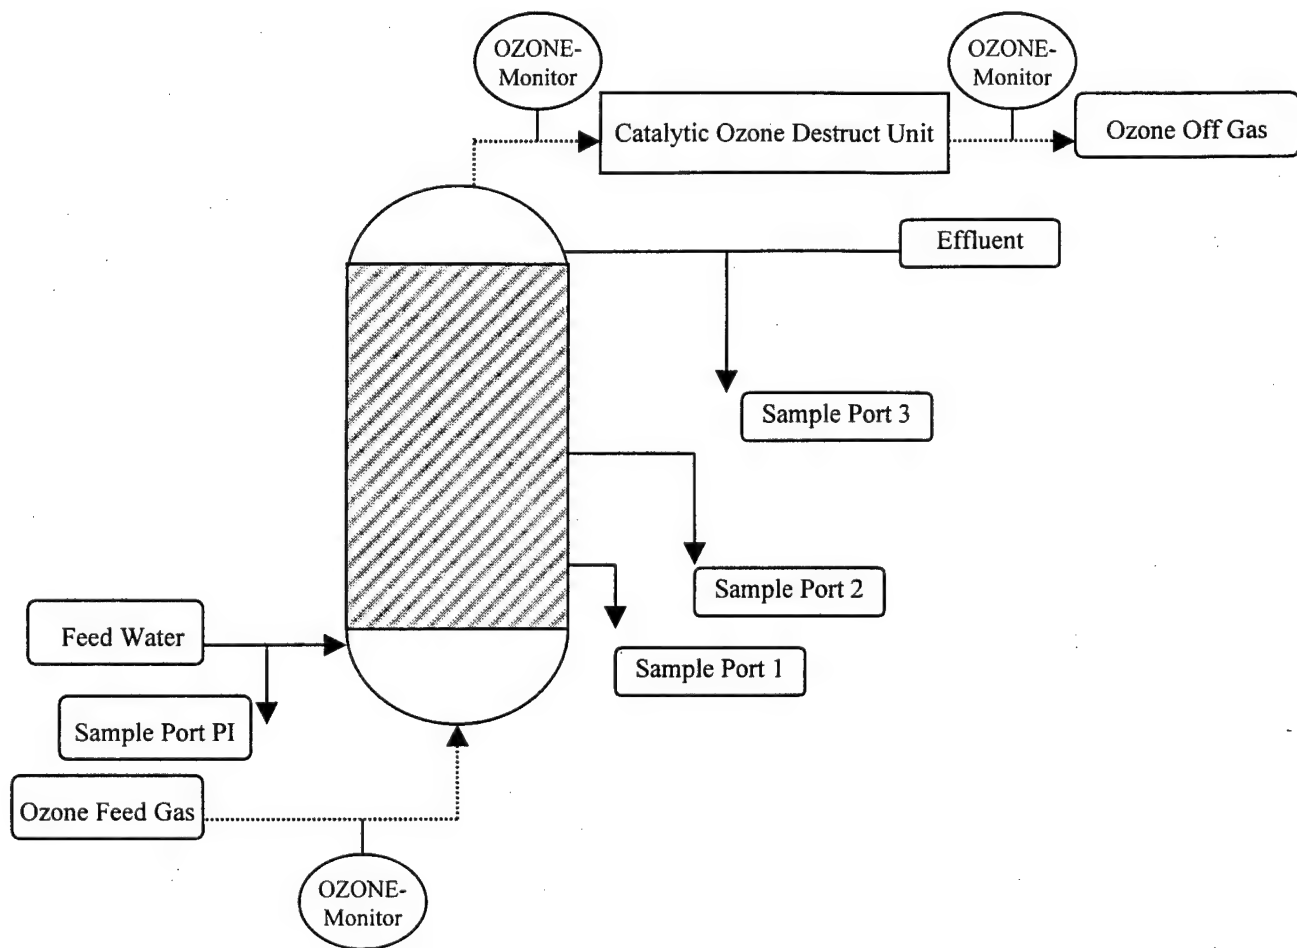 OZONE-
Monitor
OZONE-
Monitor
Catalytic Ozone Destruct Unit
Ozone Off Gas
Effluent
Sample Port 3
Sample Port 2
Feed Water
Sample Port 1
Sample Port PI
Ozone Feed Gas
OZONE-
Monitor